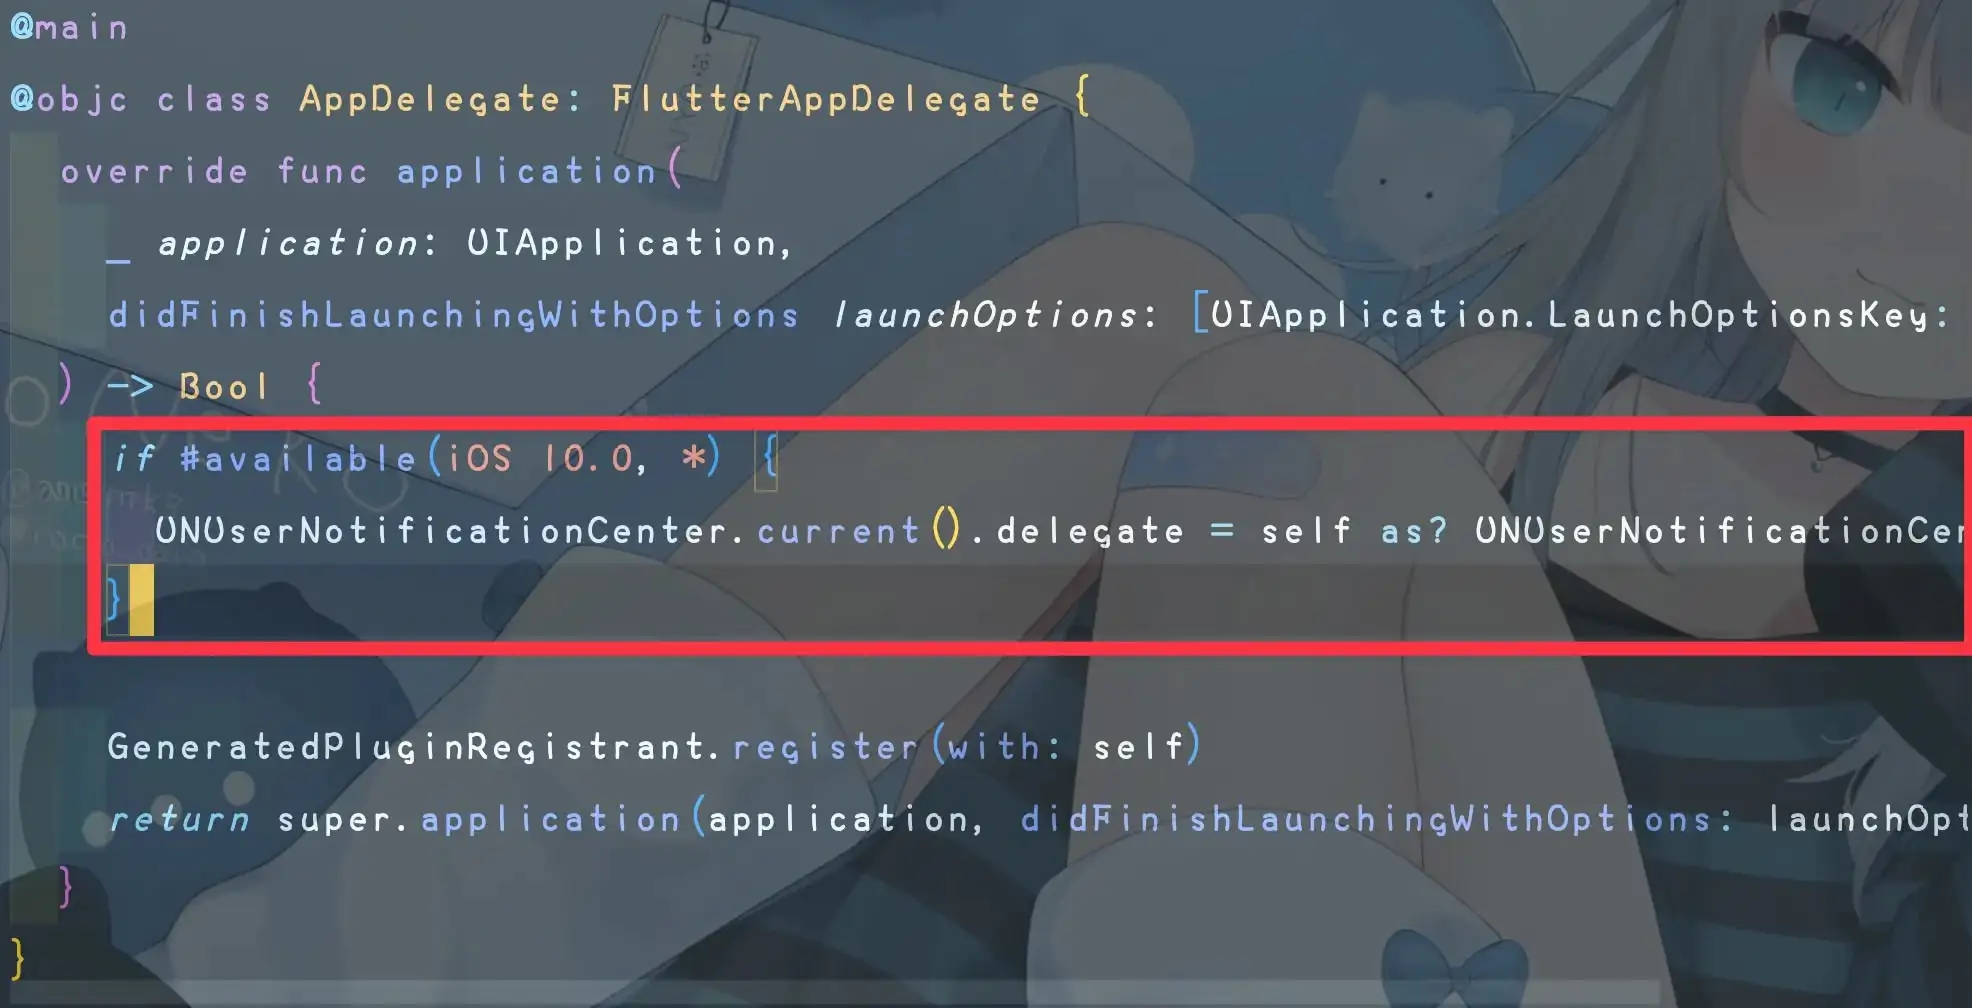 @main
@objc class AppDelegate: FlutterAppDelegate {
override func application(
_ application: UIApplication,
didFinishLaunchingWithOptions launchOptions: [UIApplication.LaunchOptionsKey:
) -> Bool {
if #available(iOS 10.0, *) {
UNUserNotificationCenter.current().delegate = self as? UNUserNotificationCen
}
GeneratedPluginRegistrant.register(with: self)
return super.application(application, didFinishLaunchingWithOptions: launchOpt
}
}